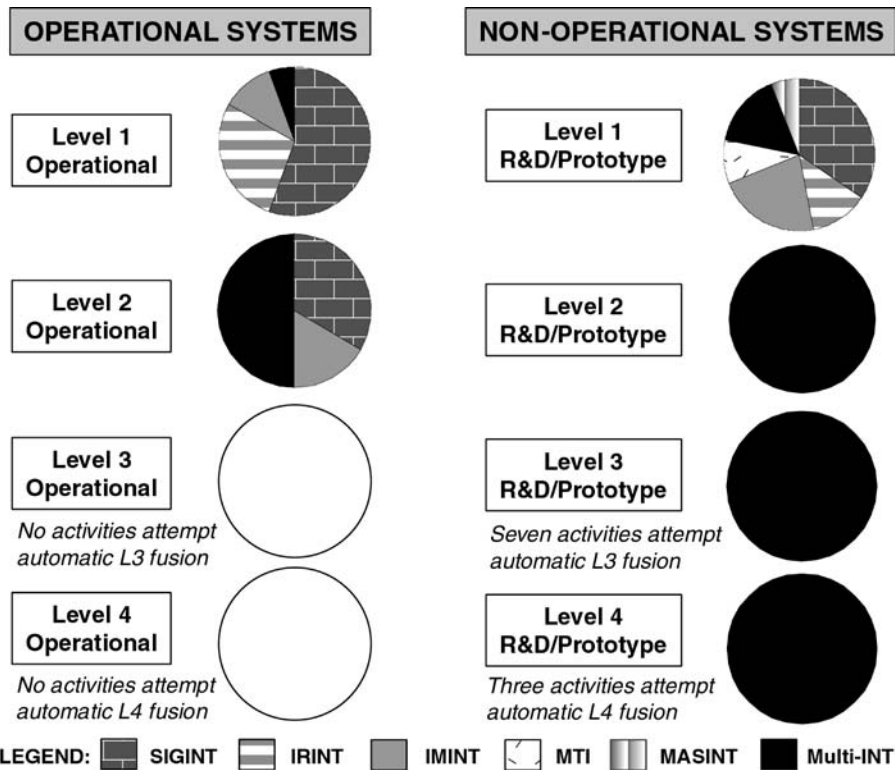 OPERATIONAL SYSTEMS
NON-OPERATIONAL SYSTEMS
Level 1
Operational
Level 1
R&D/Prototype
Level 2
Operational
Level 2
R&D/Prototype
Level 3
Operational
No activities attempt
automatic L3 fusion
Level 3
R&D/Prototype
Seven activities attempt
automatic L3 fusion
Level 4
Operational
No activities attempt
automatic L4 fusion
Level 4
R&D/Prototype
Three activities attempt
automatic L4 fusion
LEGEND: SIGINT IRINT IMINT MTI MASINT Multi-INT